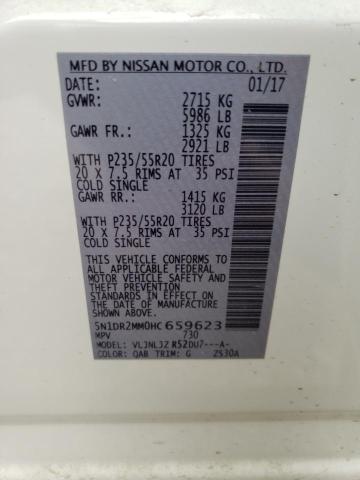 MFD BY NISSAN MOTOR CO., LTD.
DATE: 01/17
GVWR: 2715 KG
5986 LB
GAWR FR.: 1325 KG
2921 LB
WITH P235/55R20 TIRES
20 X 7.5 RIMS AT 35 PSI
COLD SINGLE
GAWR RR.: 1415 KG
3120 LB
WITH P235/55R20 TIRES
20 X 7.5 RIMS AT 35 PSI
COLD SINGLE
THIS VEHICLE CONFORMS TO
ALL APPLICABLE FEDERAL
MOTOR VEHICLE SAFETY AND
THEFT PREVENTION
STANDARDS IN EFFECT ON
THE DATE OF MANUFACTURE
SHOWN ABOVE.
5N1DR2MM0HC 659623
MPV 730
MODEL: VLJNLJZ R52DU7---A-
COLOR: QAB TRIM: G ZS30A